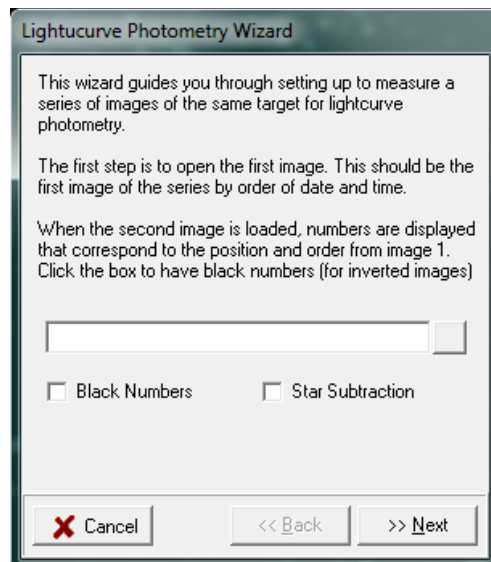 Lightucurve Photometry Wizard
This wizard guides you through setting up to measure a
series of images of the same target for lightcurve
photometry.
The first step is to open the first image. This should be the
first image of the series by order of date and time.
When the second image is loaded, numbers are displayed
that correspond to the position and order from image 1.
Click the box to have black numbers (for inverted images)
Black Numbers Star Subtraction
Cancel << Back >> Next